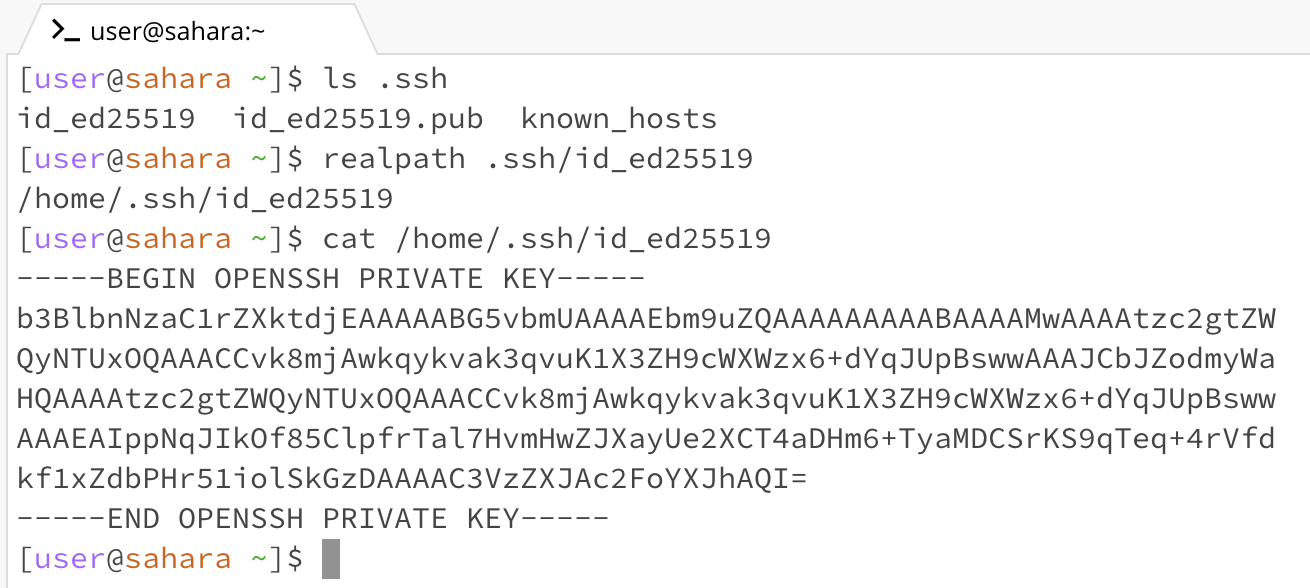 user@sahara:~
[user@sahara ~]$ ls .ssh
id_ed25519  id_ed25519.pub  known_hosts
[user@sahara ~]$ realpath .ssh/id_ed25519
/home/.ssh/id_ed25519
[user@sahara ~]$ cat /home/.ssh/id_ed25519
-----BEGIN OPENSSH PRIVATE KEY-----
b3BlbnNzaC1rZXktdjEAAAAABG5vbmUAAAAEbm9uZQAAAAAAAAABAAAAMwAAAAtzc2gtZW
QyNTUxOQAAACCvk8mjAwkqykvak3qvuK1X3ZH9cWXWzx6+dYqJUpBswwAAAJCbJZodmyWa
HQAAAAtzc2gtZWQyNTUxOQAAACCvk8mjAwkqykvak3qvuK1X3ZH9cWXWzx6+dYqJUpBsww
AAAEAIppNqJIkOf85ClpfrTal7HvmHwZJXayUe2XCT4aDHm6+TyaMDCSrKS9qTeq+4rVfd
kf1xZdbPHr51iolSkGzDAAAAC3VzZXJAc2FoYXJhAQI=
-----END OPENSSH PRIVATE KEY-----
[user@sahara ~]$